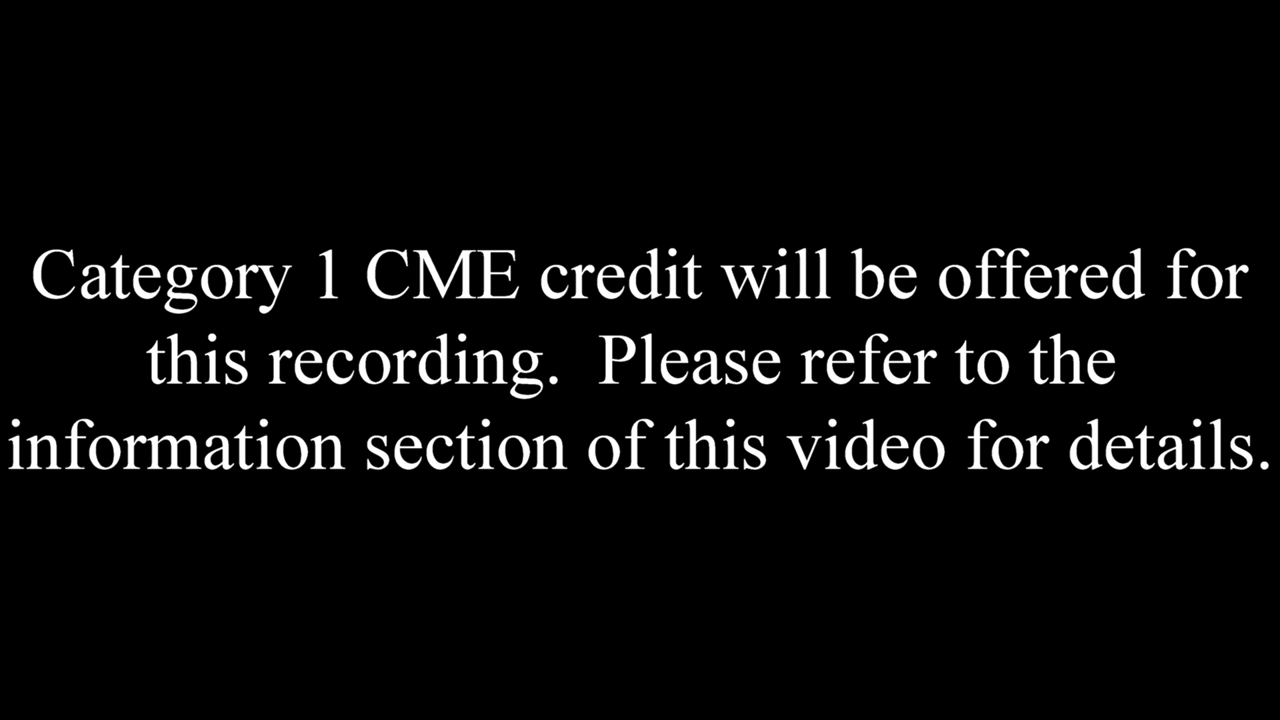 Category 1 CME credit will be offered for
this recording.  Please refer to the
information section of this video for details.